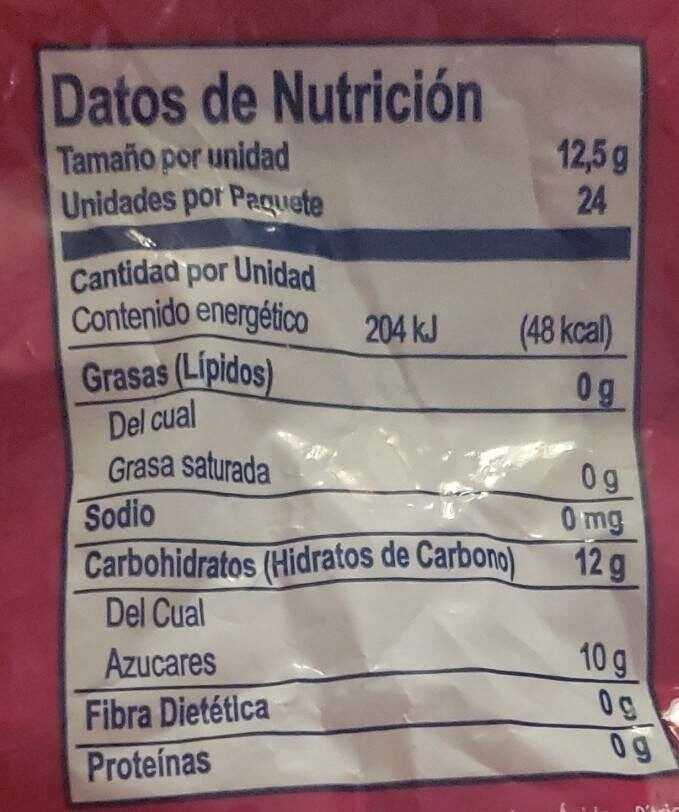 Datos de Nutrición
Tamaño por unidad 12,5 g
Unidades por Paquete 24
Cantidad por Unidad
Contenido energético 204 kJ (48 kcal)
Grasas (Lípidos) 0 g
Del cual
Grasa saturada 0 g
Sodio 0 mg
Carbohidratos (Hidratos de Carbono) 12 g
Del Cual
Azucares 10 g
Fibra Dietética 0 g
Proteínas 0 g